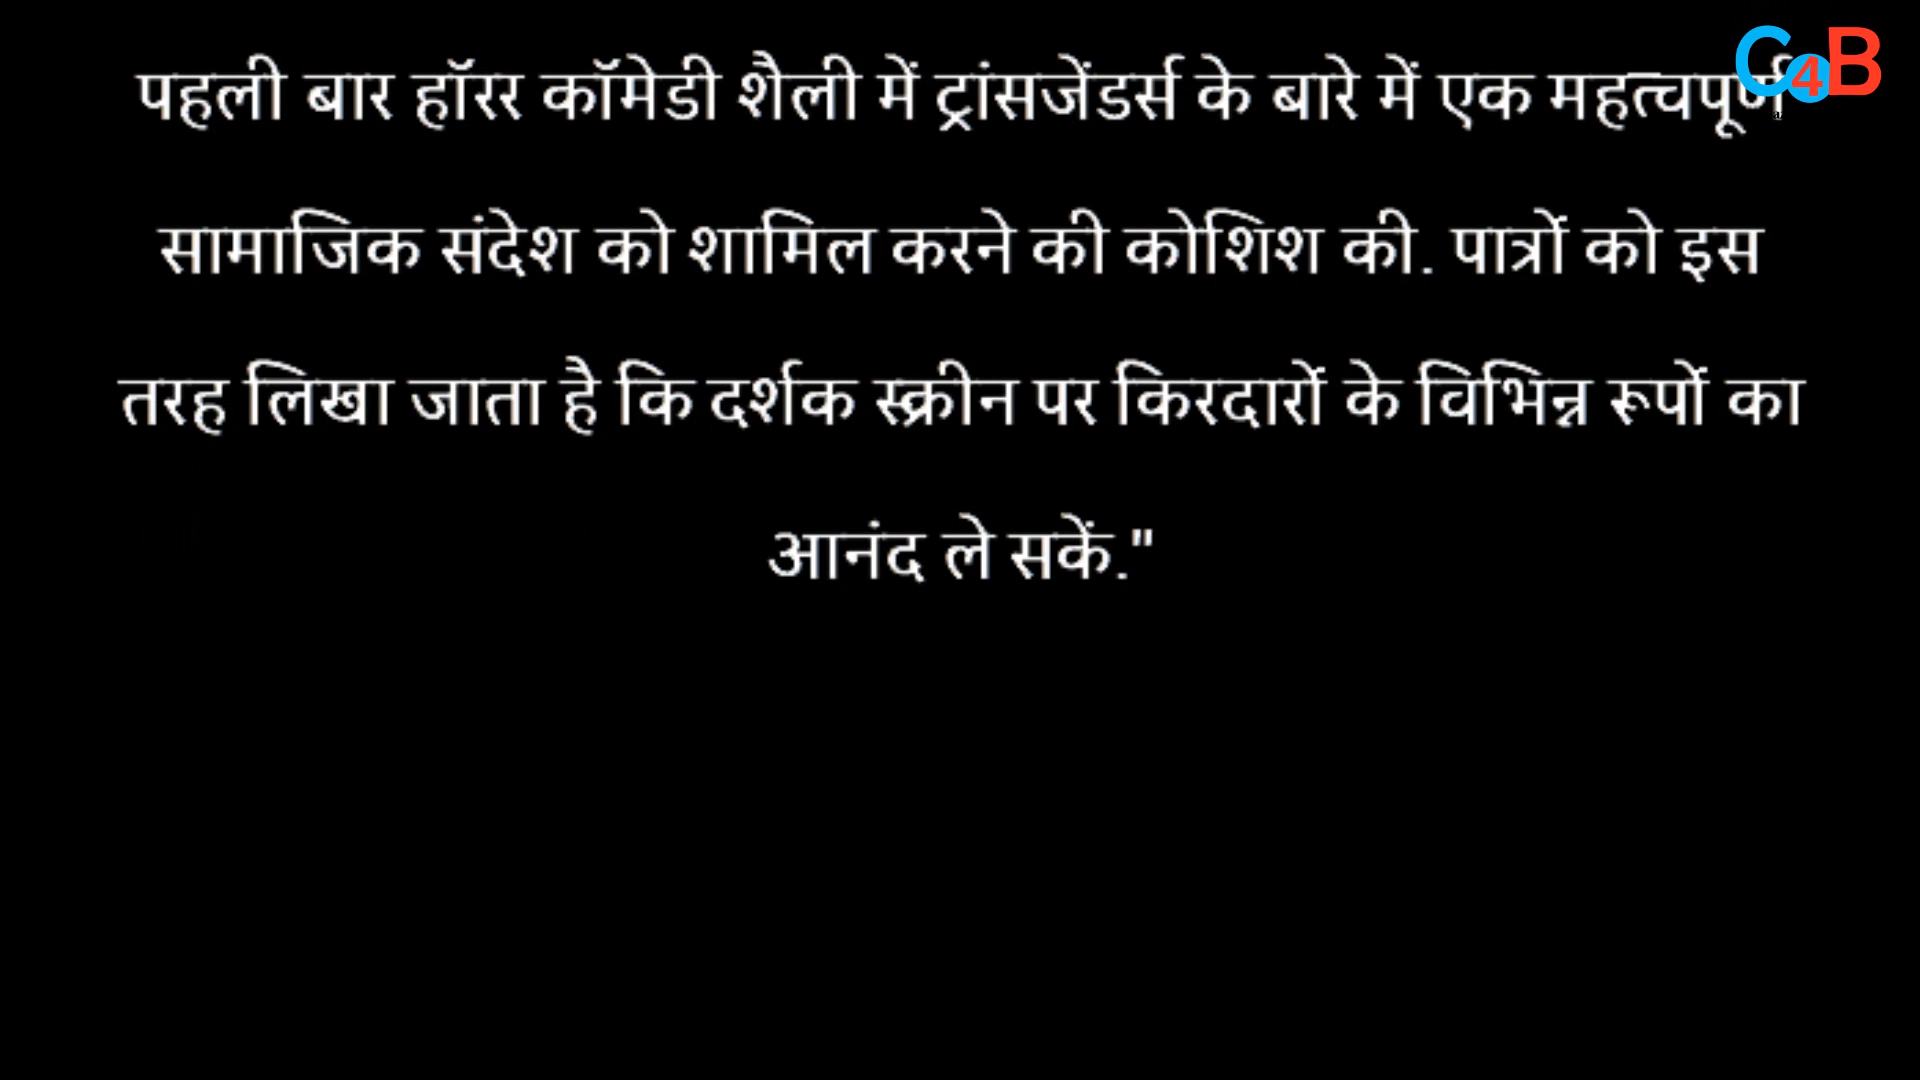 पहली बार हॉरर कॉमेडी शैली में ट्रांसजेंडर्स के बारे में एक महत्वपूर्ण
सामाजिक संदेश को शामिल करने की कोशिश की. पात्रों को इस
तरह लिखा जाता है कि दर्शक स्क्रीन पर किरदारों के विभिन्न रूपों का
आनंद ले सकें."
C4B